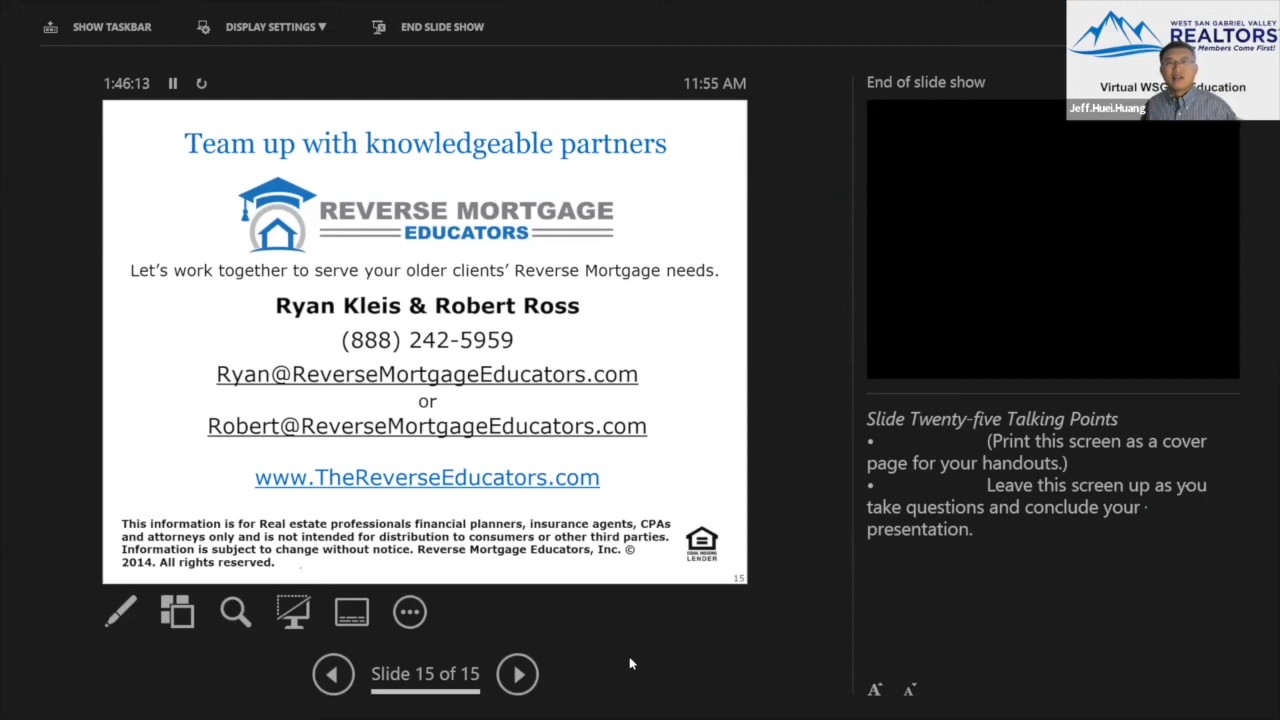 SHOW TASKBAR
DISPLAY SETTINGS ▼
END SLIDE SHOW
WEST SAN GABRIEL VALLEY
REALTORS
Members Come First!
Virtual
Education
Jeff.Huei.Huang
1:46:13
11:55 AM
End of slide show
Team up with knowledgeable partners
REVERSE MORTGAGE
EDUCATORS
Let's work together to serve your older clients' Reverse Mortgage needs.
Ryan Kleis & Robert Ross
(888) 242-5959
Ryan@ReverseMortgageEducators.com
or
Robert@ReverseMortgageEducators.com
www.TheReverseEducators.com
This information is for Real estate professionals financial planners, insurance agents, CPAs
and attorneys only and is not intended for distribution to consumers or other third parties.
Information is subject to change without notice. Reverse Mortgage Educators, Inc. ©
2014. All rights reserved.
EQUAL HOUSING
LENDER
15
Slide Twenty-five Talking Points
• (Print this screen as a cover
page for your handouts.)
• Leave this screen up as you
take questions and conclude your
presentation.
Slide 15 of 15
A A